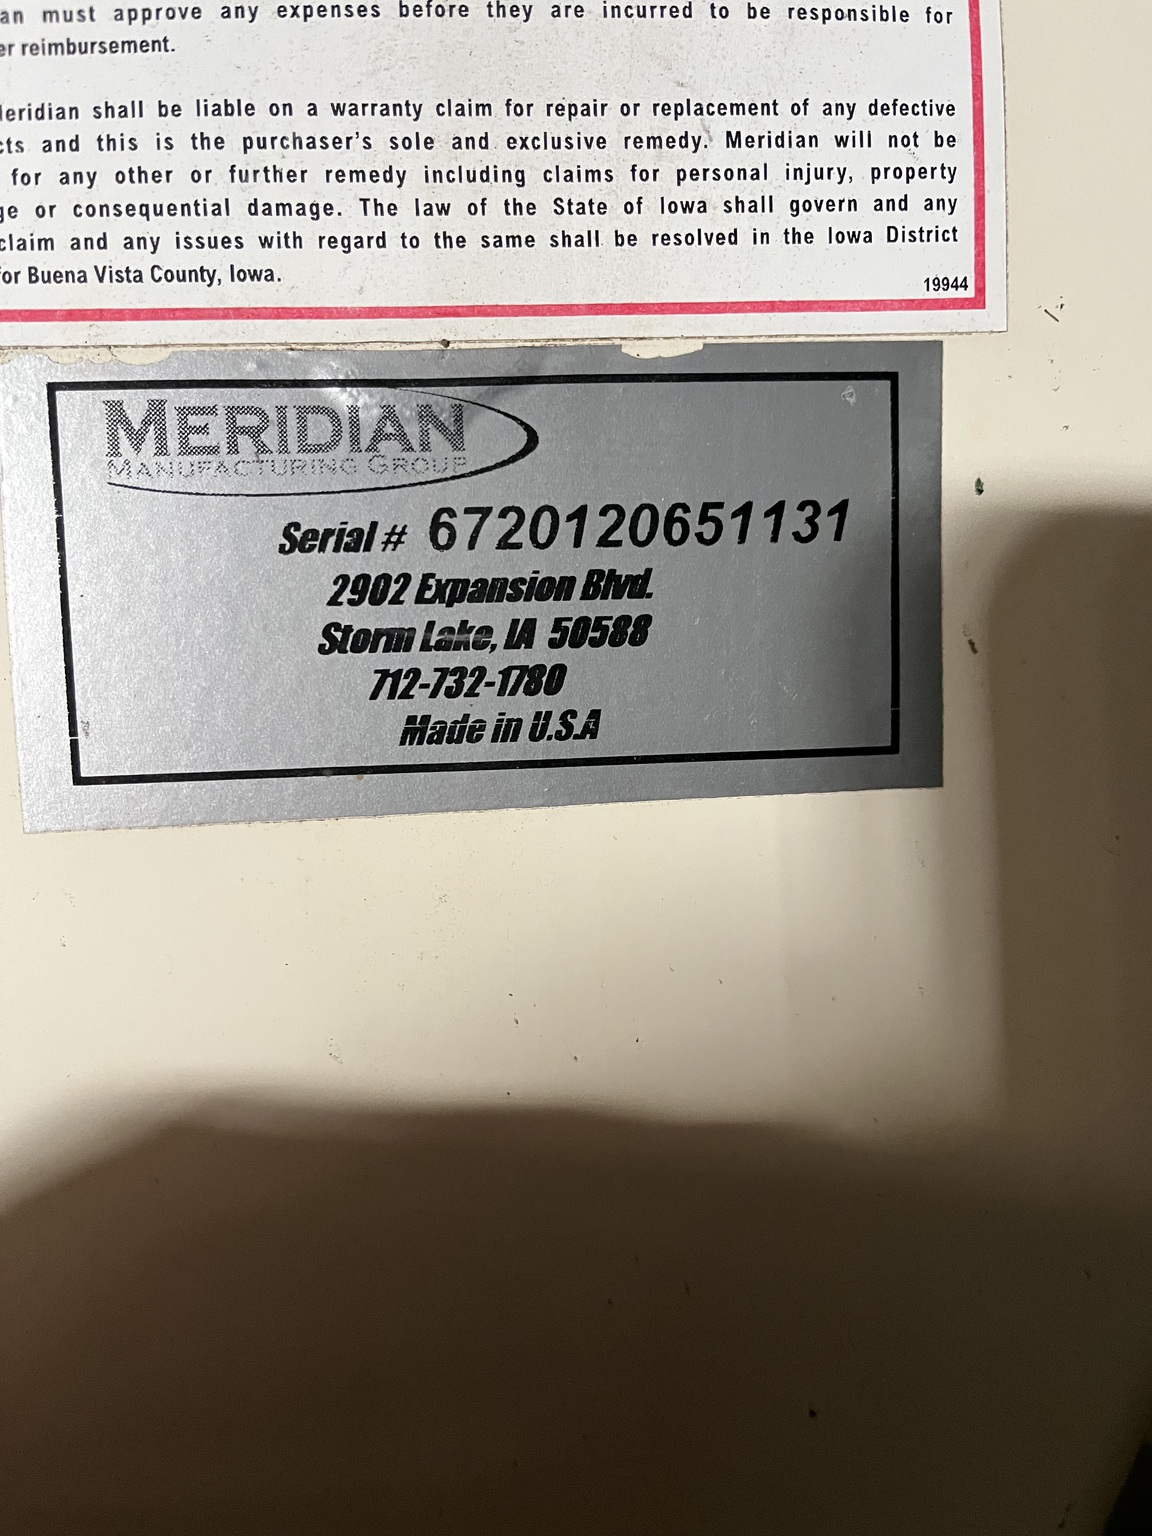 an must approve any expenses before they are incurred to be responsible for
er reimbursement.
Meridian shall be liable on a warranty claim for repair or replacement of any defective
cts and this is the purchaser's sole and exclusive remedy. Meridian will not be
for any other or further remedy including claims for personal injury, property
ge or consequential damage. The law of the State of Iowa shall govern and any
claim and any issues with regard to the same shall be resolved in the Iowa District
for Buena Vista County, Iowa.
19944
MERIDIAN
MANUFACTURING GROUP
Serial # 6720120651131
2902 Expansion Blvd.
Storm Lake, IA 50588
712-732-1780
Made in U.S.A